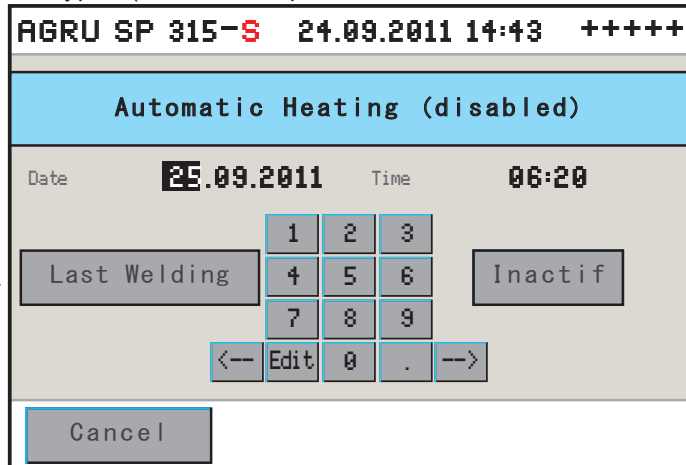 AGRU SP 315-S 24.09.2011 14:43 +++++
Automatic Heating (disabled)
Date 25.09.2011 Time 06:20
1 2 3
Last Welding 4 5 6 Inactif
7 8 9
<-- Edit 0 . -->
Cancel